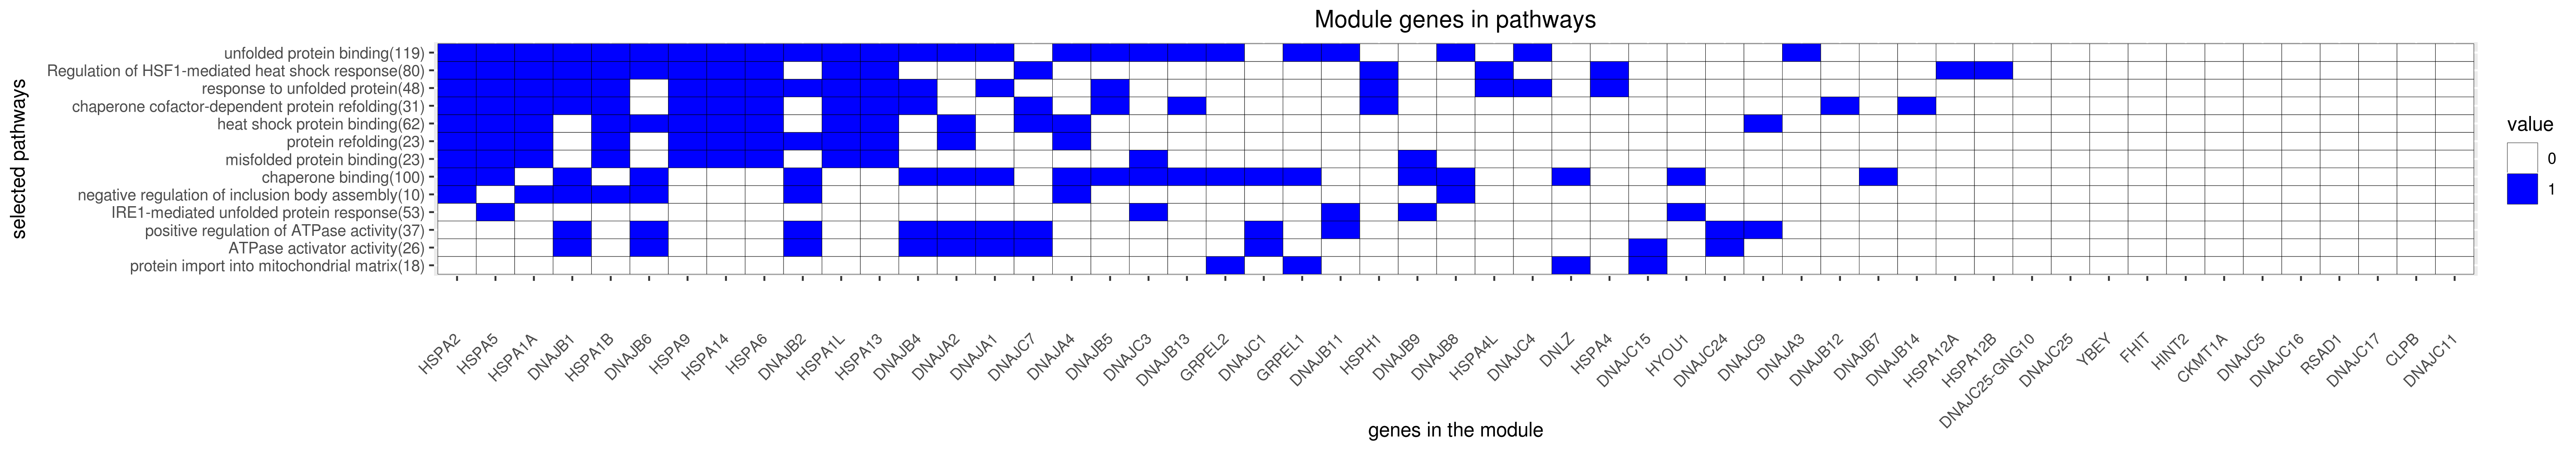 Module genes in pathways
selected pathways
unfolded protein binding(119)
Regulation of HSF1-mediated heat shock response(80)
response to unfolded protein(48)
chaperone cofactor-dependent protein refolding(31)
heat shock protein binding(62)
protein refolding(23)
misfolded protein binding(23)
chaperone binding(100)
negative regulation of inclusion body assembly(10)
IRE1-mediated unfolded protein response(53)
positive regulation of ATPase activity(37)
ATPase activator activity(26)
protein import into mitochondrial matrix(18)
HSPA2
HSPA5
HSPA1A
DNAJB1
HSPA1B
DNAJB6
HSPA9
HSPA14
HSPA6
DNAJB2
HSPA1L
HSPA13
DNAJB4
DNAJA2
DNAJA1
DNAJC7
DNAJA4
DNAJB5
DNAJC3
DNAJB13
GRPEL2
DNAJC1
GRPEL1
DNAJB11
HSPH1
DNAJB9
DNAJB8
HSPA4L
DNAJC4
DNLZ
HSPA4
DNAJC15
HYOU1
DNAJC24
DNAJC9
DNAJA3
DNAJB12
DNAJB7
DNAJB14
HSPA12A
HSPA12B
DNAJC25-GNG10
DNAJC25
YBEY
FHIT
HINT2
CKMT1A
DNAJC5
DNAJC16
RSAD1
DNAJC17
CLPB
DNAJC11
genes in the module
value
0
1